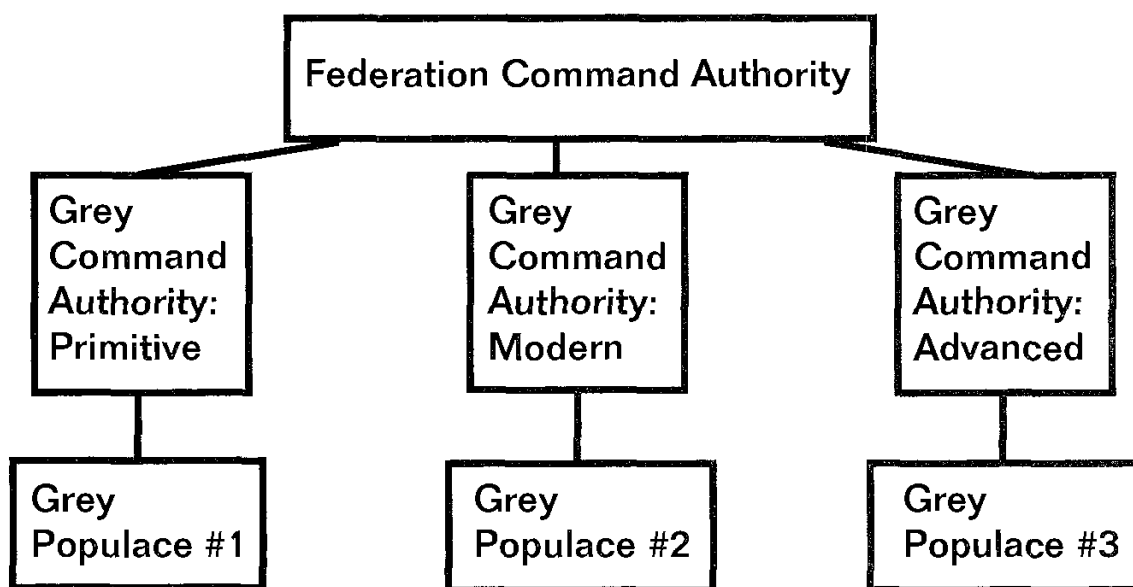 Federation Command Authority
Grey
Command
Authority:
Primitive
Grey
Command
Authority:
Modern
Grey
Command
Authority:
Advanced
Grey
Populace #1
Grey
Populace #2
Grey
Populace #3